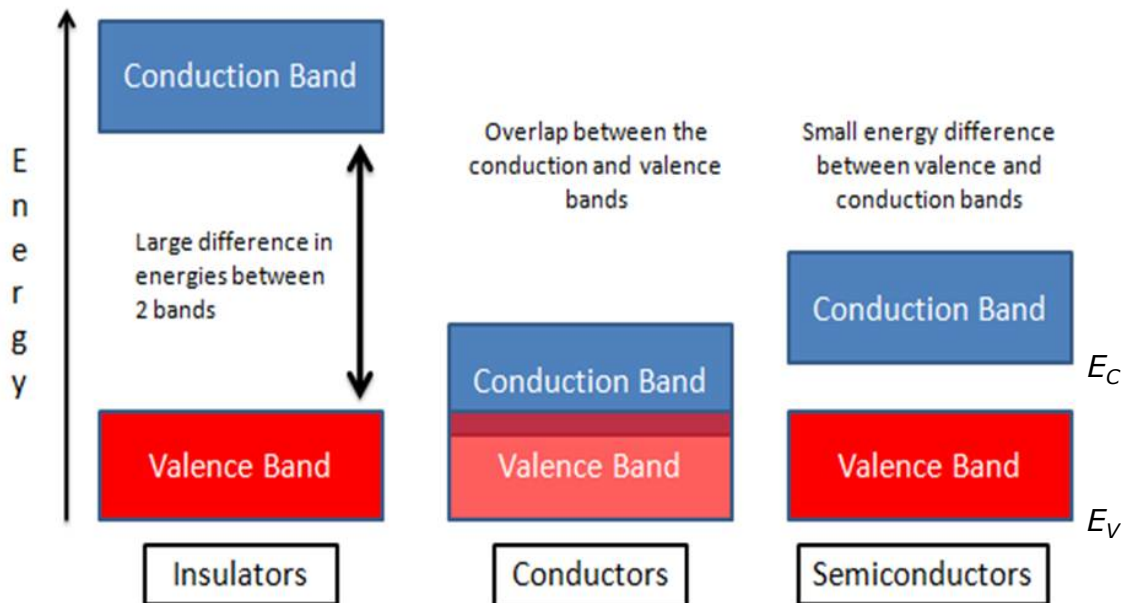 Energy
Conduction Band
Large difference in
energies between
2 bands
Valence Band
Insulators
Overlap between the
conduction and valence
bands
Conduction Band
Valence Band
Conductors
Small energy difference
between valence and
conduction bands
Conduction Band
E_C
Valence Band
E_V
Semiconductors